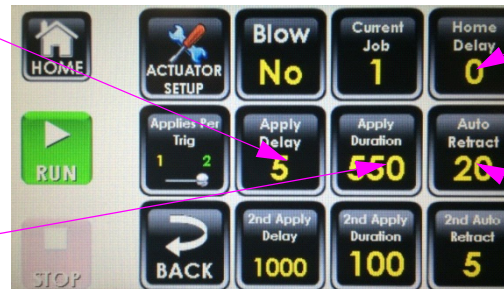 HOME
ACTUATOR
SETUP
Blow
No
Current
Job
1
Home
Delay
0
RUN
Applies Per
Trig
1 2
Apply
Delay
5
Apply
Duration
550
Auto
Retract
20
STOP
BACK
2nd Apply
Delay
1000
2nd Apply
Duration
100
2nd Auto
Retract
5